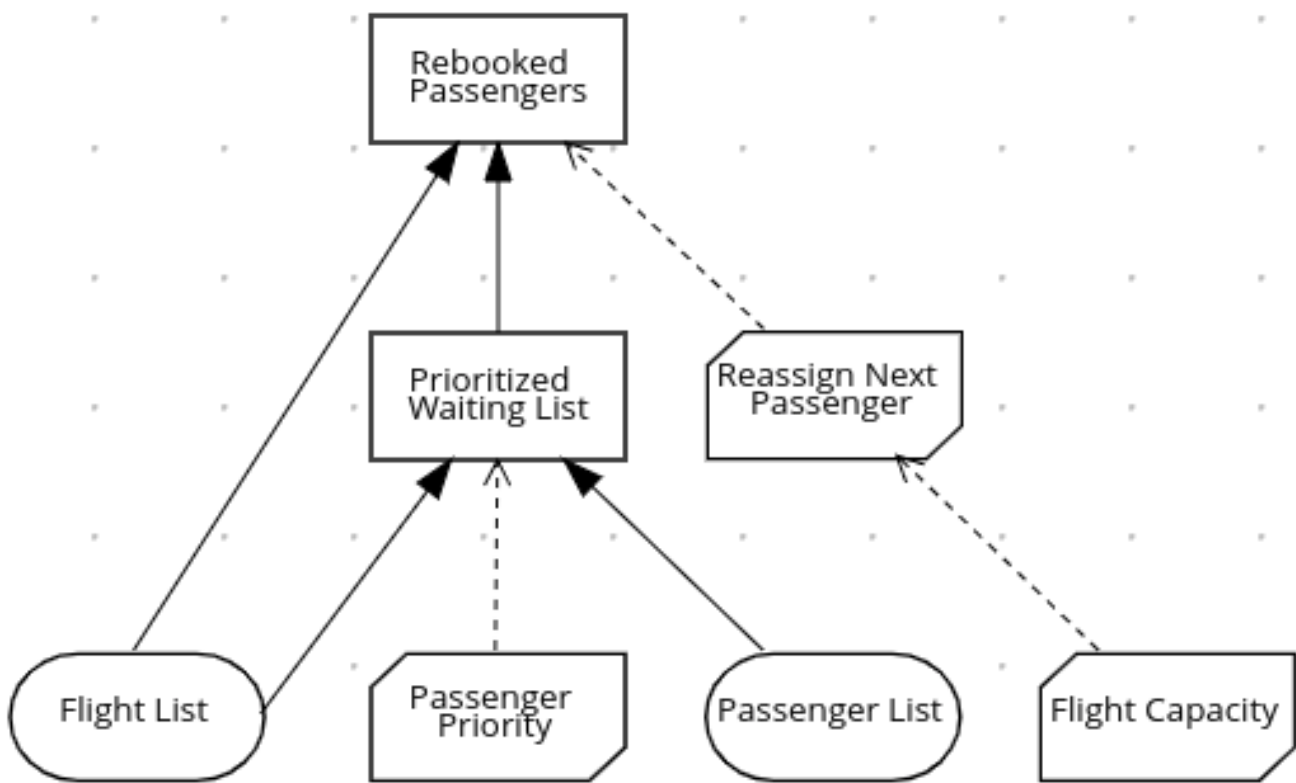 Rebooked
Passengers
Prioritized
Waiting List
Reassign Next
Passenger
Flight List
Passenger
Priority
Passenger List
Flight Capacity